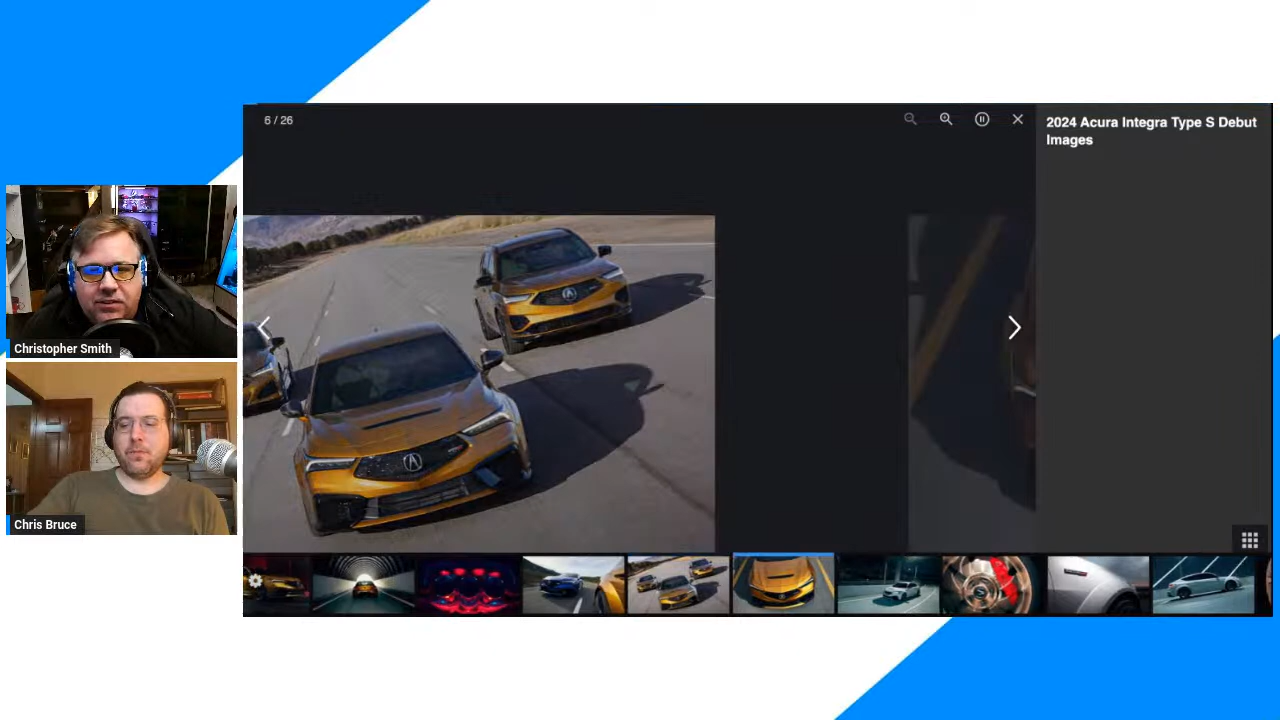 6 / 26
2024 Acura Integra Type S Debut
Images
Christopher Smith
Chris Bruce